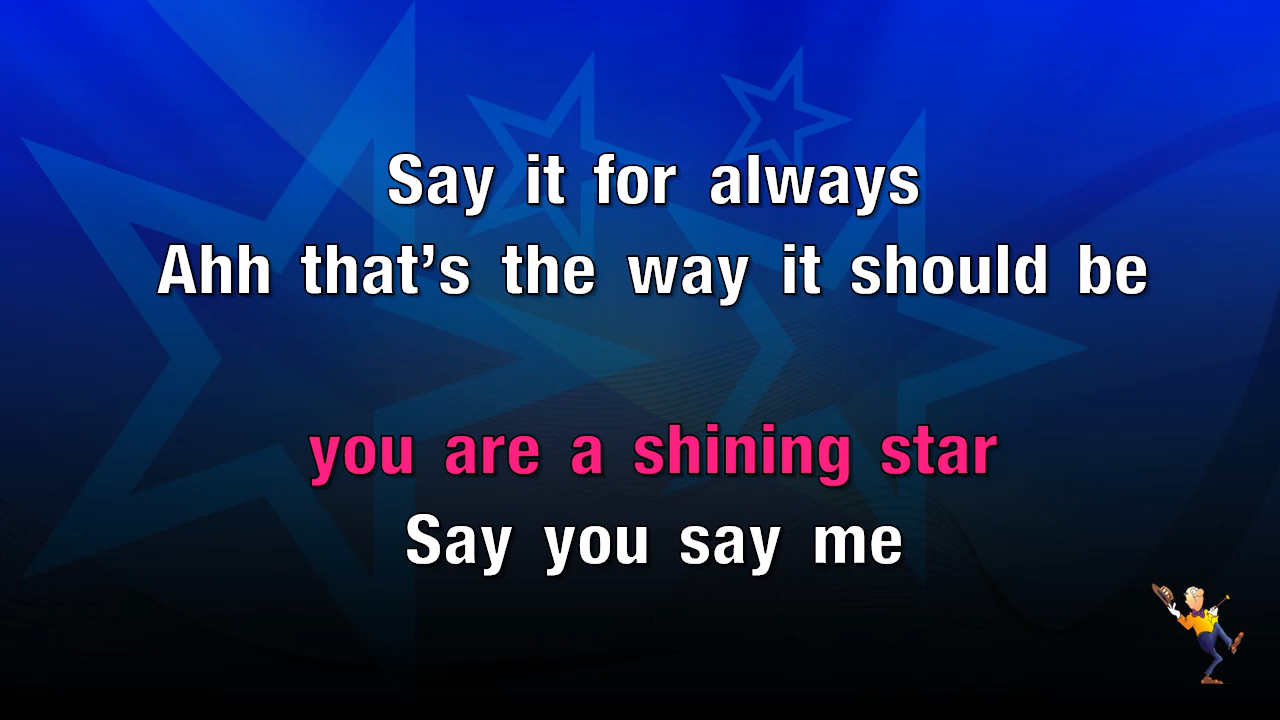 Say it for always
Ahh that’s the way it should be
you are a shining star
Say you say me